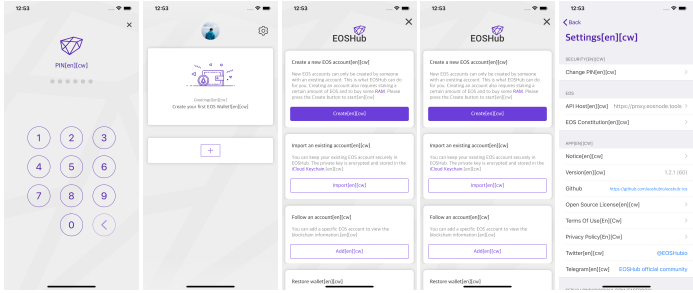 12:53
PIN[en][cw]
1
2
3
4
5
6
7
8
9
0
12:53
Create your first EOS Wallet[en][cw]
+
12:53
EOSHub
Create a new EOS account[en][cw]
New EOS accounts can only be created by someone
with an existing account. This is what EOSHub can do
for you. Creating an account also requires staking a
certain amount of EOS and to buy some RAM. Please
press the Create button to start[en][cw]
Create[en][cw]
Import an existing account[en][cw]
You can keep your existing EOS account securely in
EOSHub. The private key is encrypted and stored in the
iCloud Keychain.[en][cw]
Import[en][cw]
Follow an account[en][cw]
You can add a specific EOS account to view the
blockchain information.[en][cw]
Add[en][cw]
Restore wallet[en][cw]
12:53
EOSHub
Create a new EOS account[en][cw]
New EOS accounts can only be created by someone
with an existing account. This is what EOSHub can do
for you. Creating an account also requires staking a
certain amount of EOS and to buy some RAM. Please
press the Create button to start[en][cw]
Create[en][cw]
Import an existing account[en][cw]
You can keep your existing EOS account securely in
EOSHub. The private key is encrypted and stored in the
iCloud Keychain.[en][cw]
Import[en][cw]
Follow an account[en][cw]
You can add a specific EOS account to view the
blockchain information.[en][cw]
Add[en][cw]
Restore wallet[en][cw]
12:53
Back
Settings[en][cw]
SECURITY[EN][CW]
Change PIN[en][cw]
EOS
API Host[en][cw] https://proxy.eosnode.tools
EOS Constitution[en][cw]
APP[EN][CW]
Notice[en][cw]
Version[en][cw] 1.2.1 (60)
Github
Open Source License[en][cw]
Terms Of Use[En][Cw]
Privacy Policy[En][Cw]
Twitter[en][cw] @EOSHubio
Telegram[en][cw] EOSHub official community